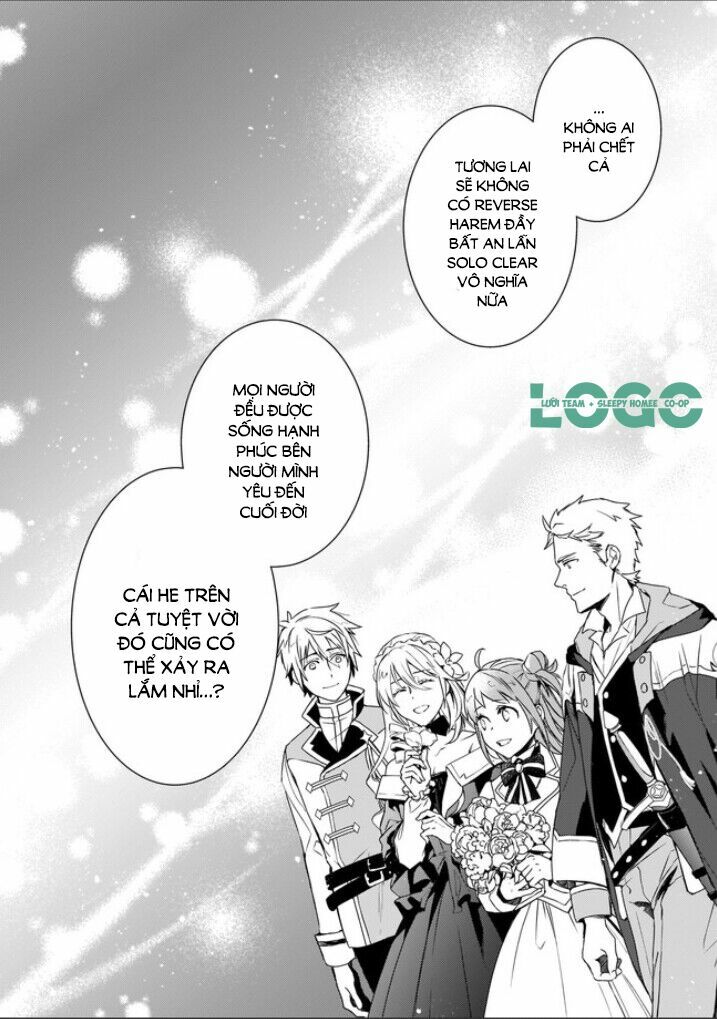 ...
KHÔNG AI
PHẢI CHẾT
CẢ
TƯƠNG LAI
SẼ KHÔNG
CÓ REVERSE
HAREM ĐẦY
BẤT AN LẪN
SOLO CLEAR
VÔ NGHĨA
NỮA
LOGO
LƯỜI TEAM + SLEEPY HOMEE CO-OP
MỌI NGƯỜI
ĐỀU ĐƯỢC
SỐNG HẠNH
PHÚC BÊN
NGƯỜI MÌNH
YÊU ĐẾN
CUỐI ĐỜI
CÁI HE TRÊN
CẢ TUYỆT VỜI
ĐÓ CŨNG CÓ
THỂ XẢY RA
LẮM NHỈ...?